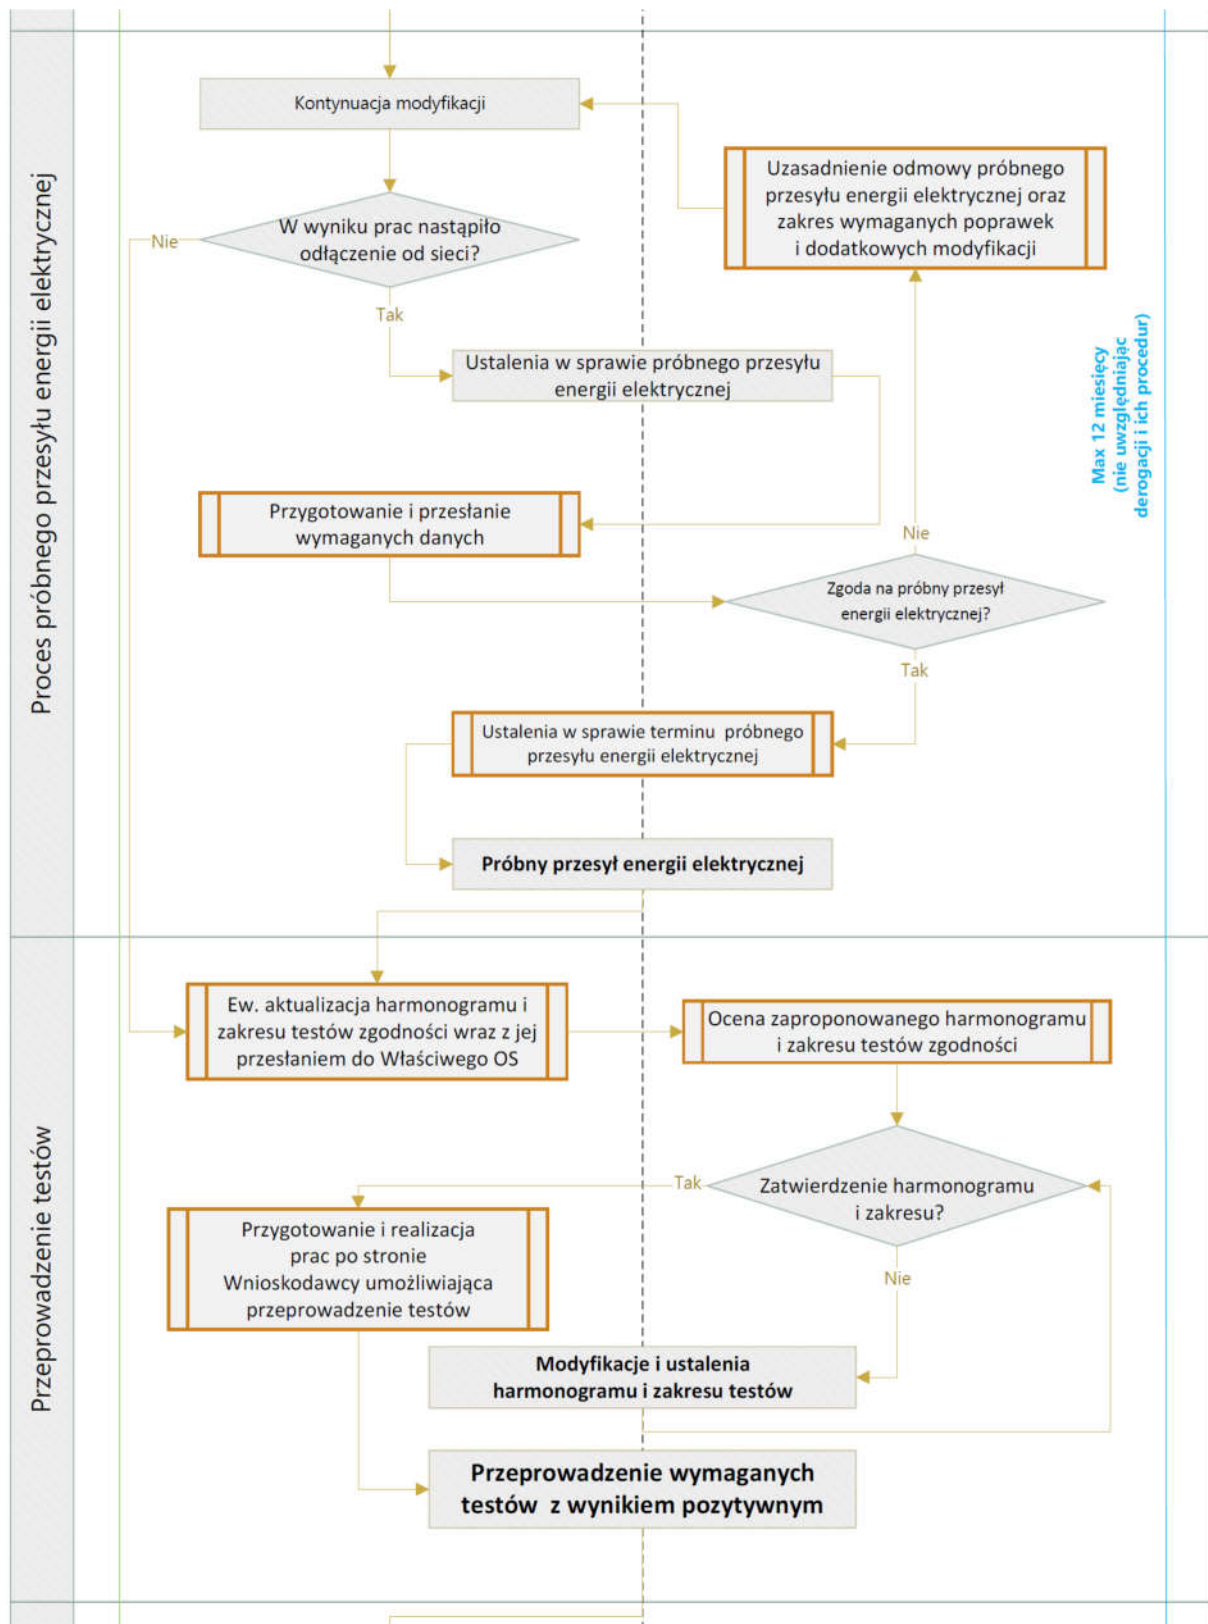 Proces próbnego przesyłu energii elektrycznej
Kontynuacja modyfikacji
Uzasadnienie odmowy próbnego
przesyłu energii elektrycznej oraz
zakres wymaganych poprawek
i dodatkowych modyfikacji
W wyniku prac nastąpiło
odłączenie od sieci?
Nie
Tak
Ustalenia w sprawie próbnego przesyłu
energii elektrycznej
Max 12 miesięcy
(nie uwzględniając
derogacji i ich procedur)
Przygotowanie i przesłanie
wymaganych danych
Nie
Zgoda na próbny przesył
energii elektrycznej?
Tak
Ustalenia w sprawie terminu próbnego
przesyłu energii elektrycznej
Próbny przesył energii elektrycznej
Przeprowadzenie testów
Ew. aktualizacja harmonogramu i
zakresu testów zgodności wraz z jej
przesłaniem do Właściwego OS
Ocena zaproponowanego harmonogramu
i zakresu testów zgodności
Tak
Zatwierdzenie harmonogramu
i zakresu?
Przygotowanie i realizacja
prac po stronie
Wnioskodawcy umożliwiająca
przeprowadzenie testów
Nie
Modyfikacje i ustalenia
harmonogramu i zakresu testów
Przeprowadzenie wymaganych
testów z wynikiem pozytywnym